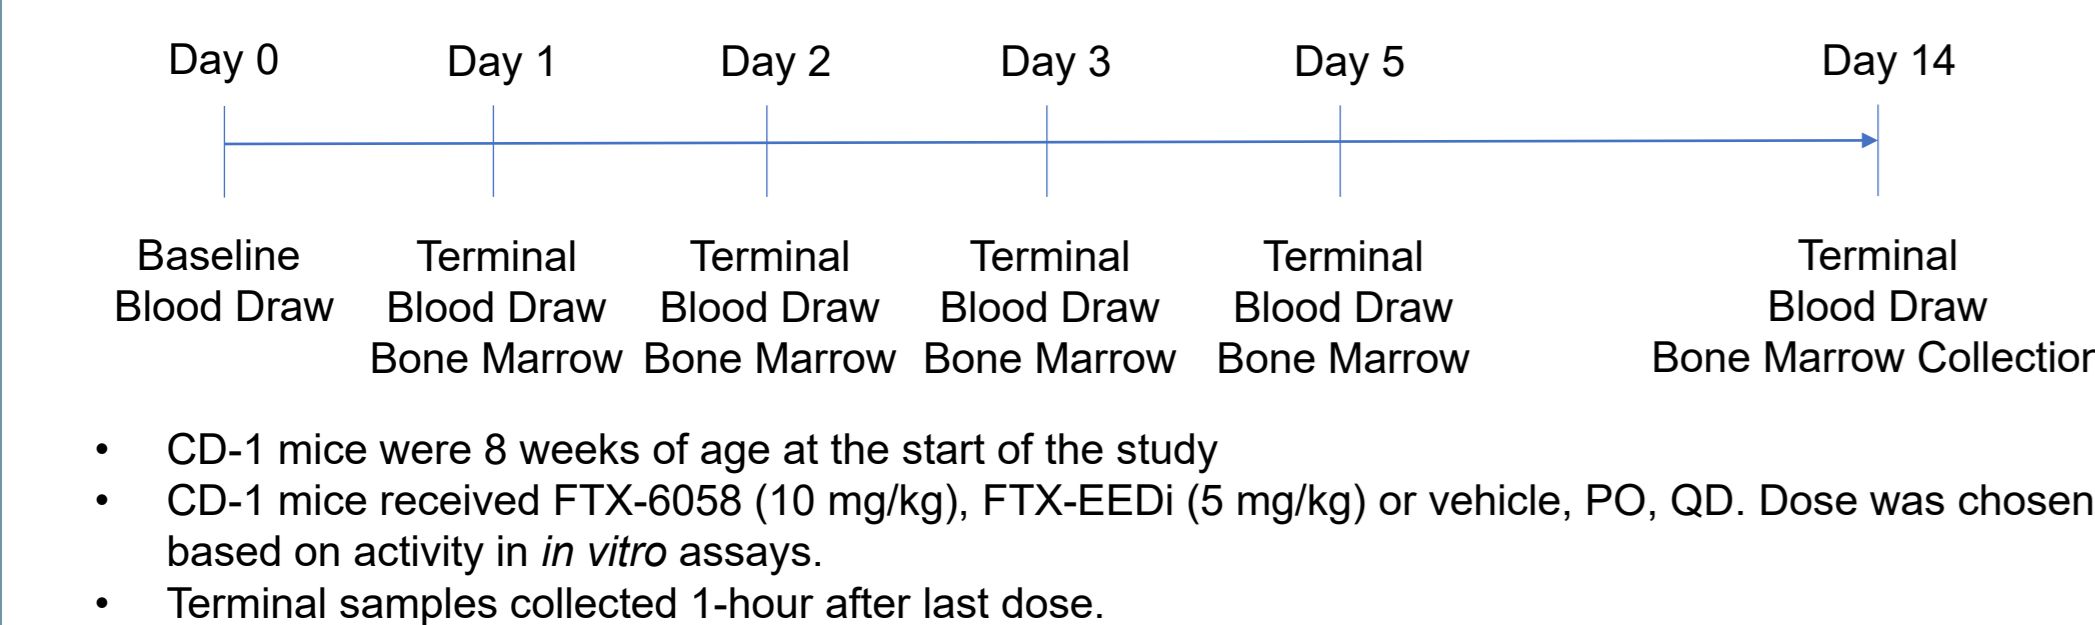 Day 0 Day 1 Day 2 Day 3 Day 5 Day 14
Baseline Terminal Terminal Terminal Terminal Terminal
Blood Draw Blood Draw Blood Draw Blood Draw Blood Draw Blood Draw
Bone Marrow Bone Marrow Bone Marrow Bone Marrow Bone Marrow Collection
• CD-1 mice were 8 weeks of age at the start of the study
• CD-1 mice received FTX-6058 (10 mg/kg), FTX-EEDi (5 mg/kg) or vehicle, PO, QD. Dose was chosen
based on activity in in vitro assays.
• Terminal samples collected 1-hour after last dose.